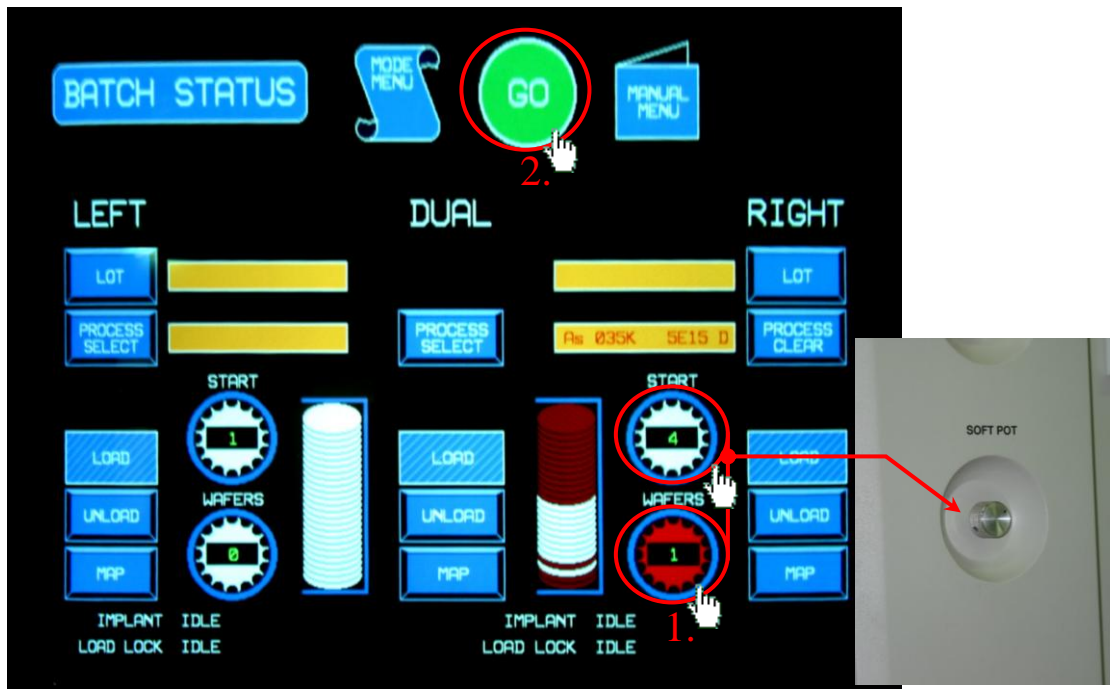 BATCH STATUS
MODE
MENU
GO
MANUAL
MENU
2.
LEFT
DUAL
RIGHT
LOT
LOT
PROCESS
SELECT
PROCESS
SELECT
As 035K 5E15 D
PROCESS
CLEAR
START
1
START
4
SOFT POT
LOAD
LOAD
LOAD
WAFERS
0
WAFERS
1
UNLOAD
UNLOAD
UNLOAD
MAP
MAP
MAP
IMPLANT IDLE
LOAD LOCK IDLE
IMPLANT IDLE
LOAD LOCK IDLE
1.